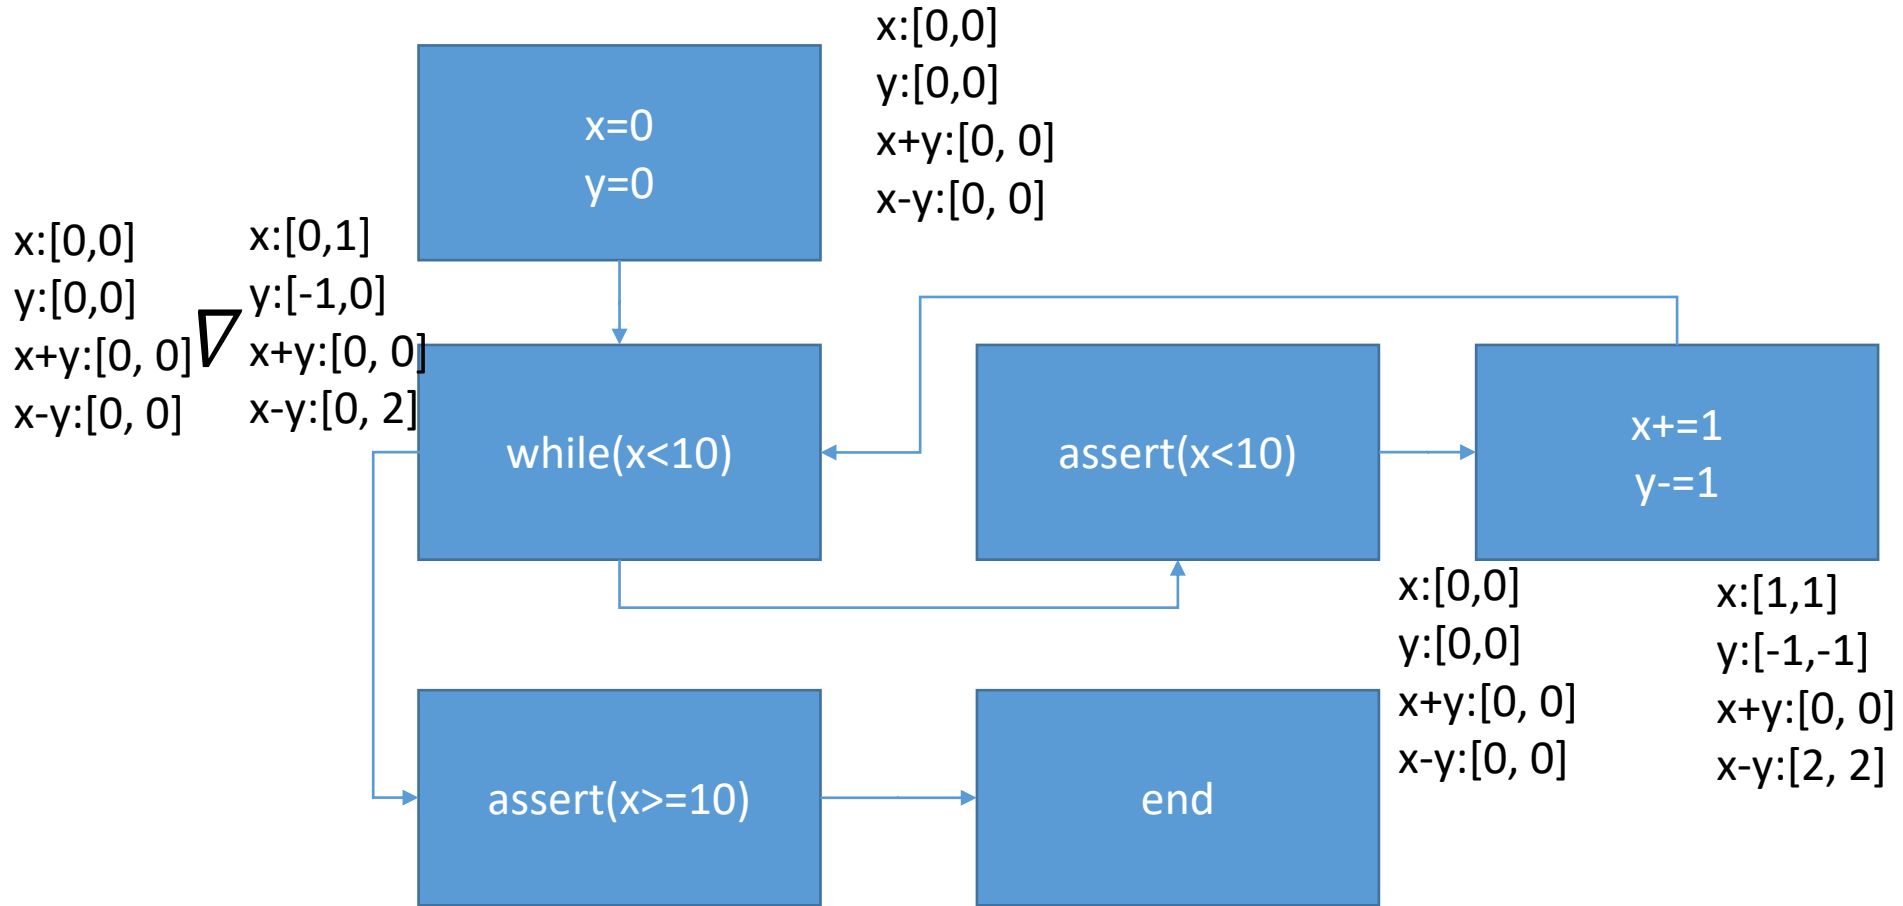 x:[0,0]
y:[0,0]
x+y:[0, 0]
x-y:[0, 0]
x=0
y=0
x:[0,0]
y:[0,0]
x+y:[0, 0]
x-y:[0, 0]
∇
x:[0,1]
y:[-1,0]
x+y:[0, 0]
x-y:[0, 2]
while(x<10)
assert(x<10)
x+=1
y-=1
x:[0,0]
y:[0,0]
x+y:[0, 0]
x-y:[0, 0]
x:[1,1]
y:[-1,-1]
x+y:[0, 0]
x-y:[2, 2]
assert(x>=10)
end